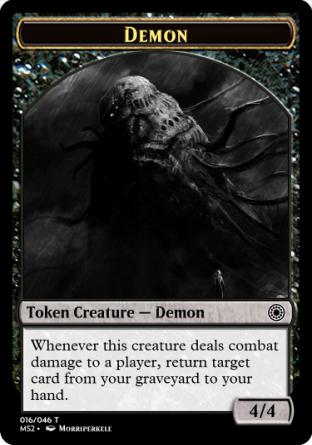 DEMON
Token Creature — Demon
Whenever this creature deals combat
damage to a player, return target
card from your graveyard to your
hand.
4/4
016/046 T
MS2 • MORRIPERKELE